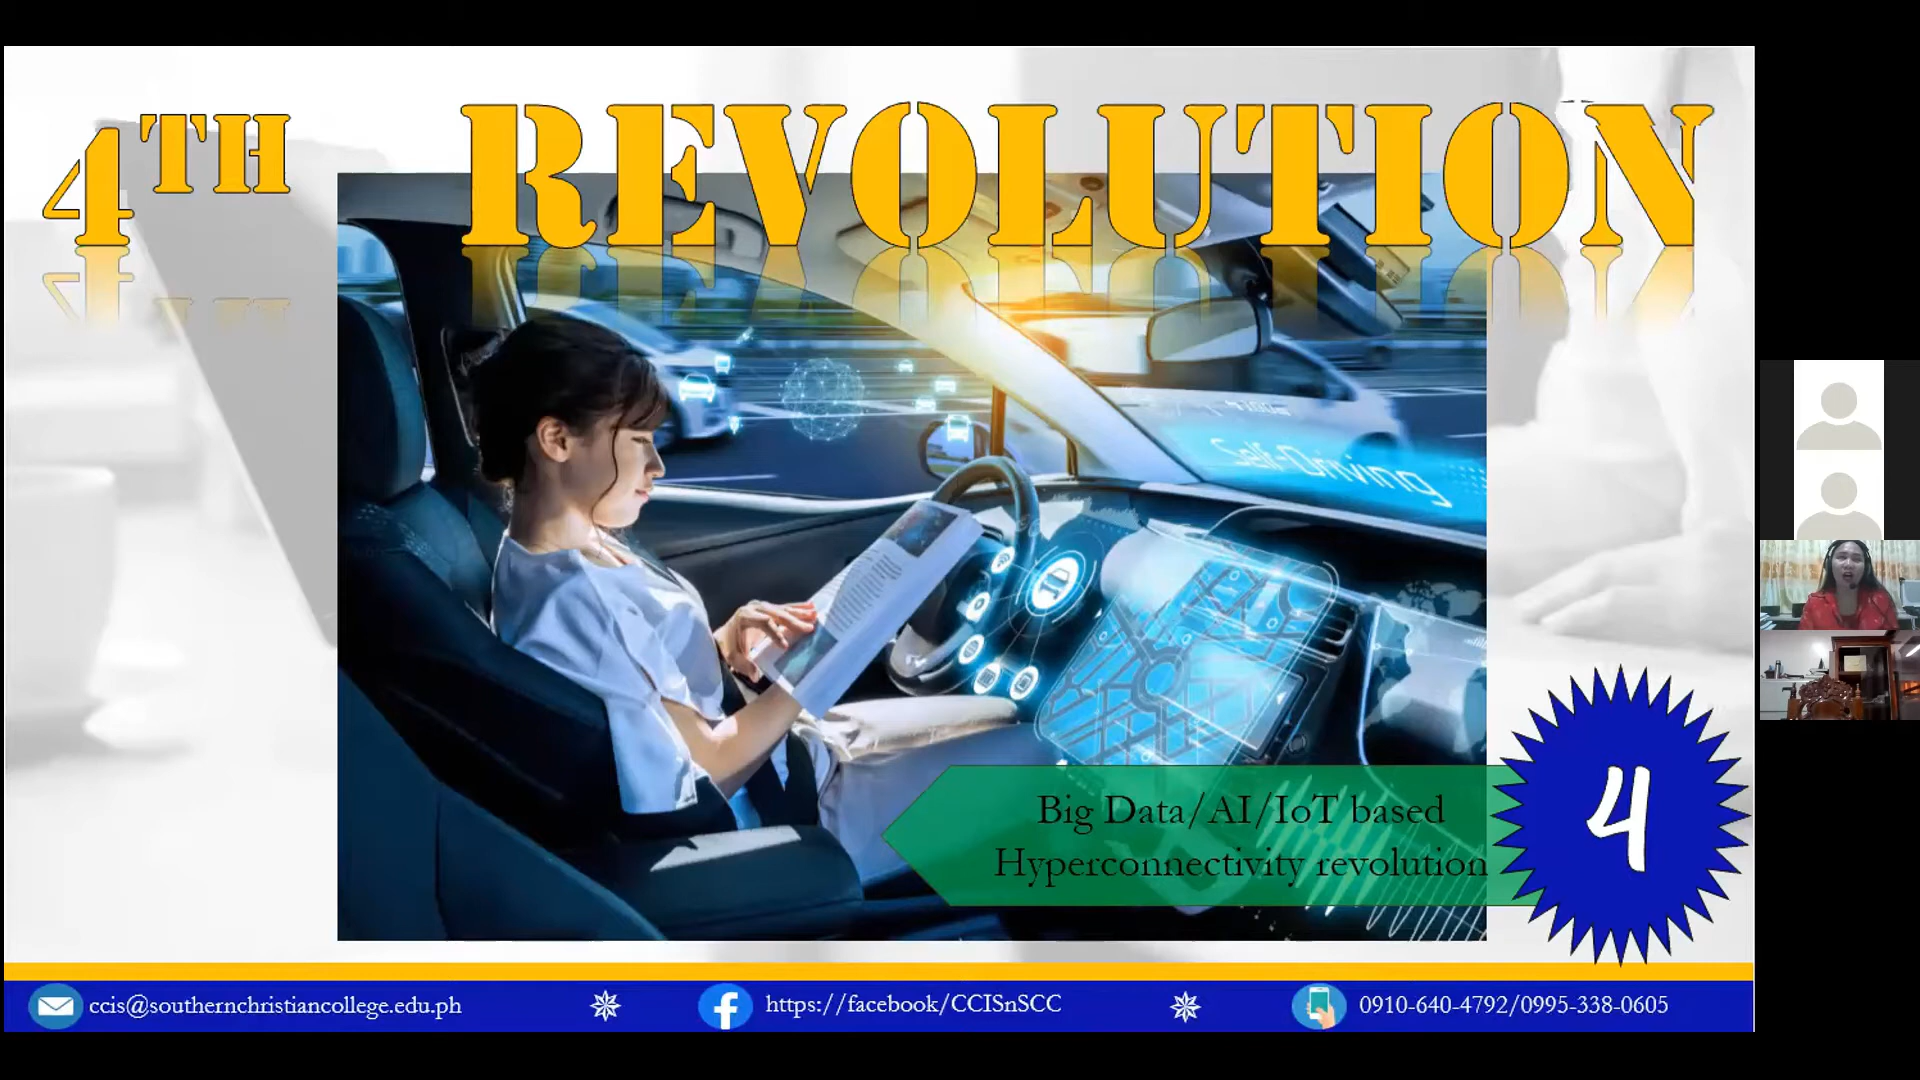 4TH REVOLUTION
Self-Driving
Big Data/AI/IoT based
Hyperconnectivity revolution
4
ccis@southernchristiancollege.edu.ph
https://facebook/CCISnSCC
0910-640-4792/0995-338-0605